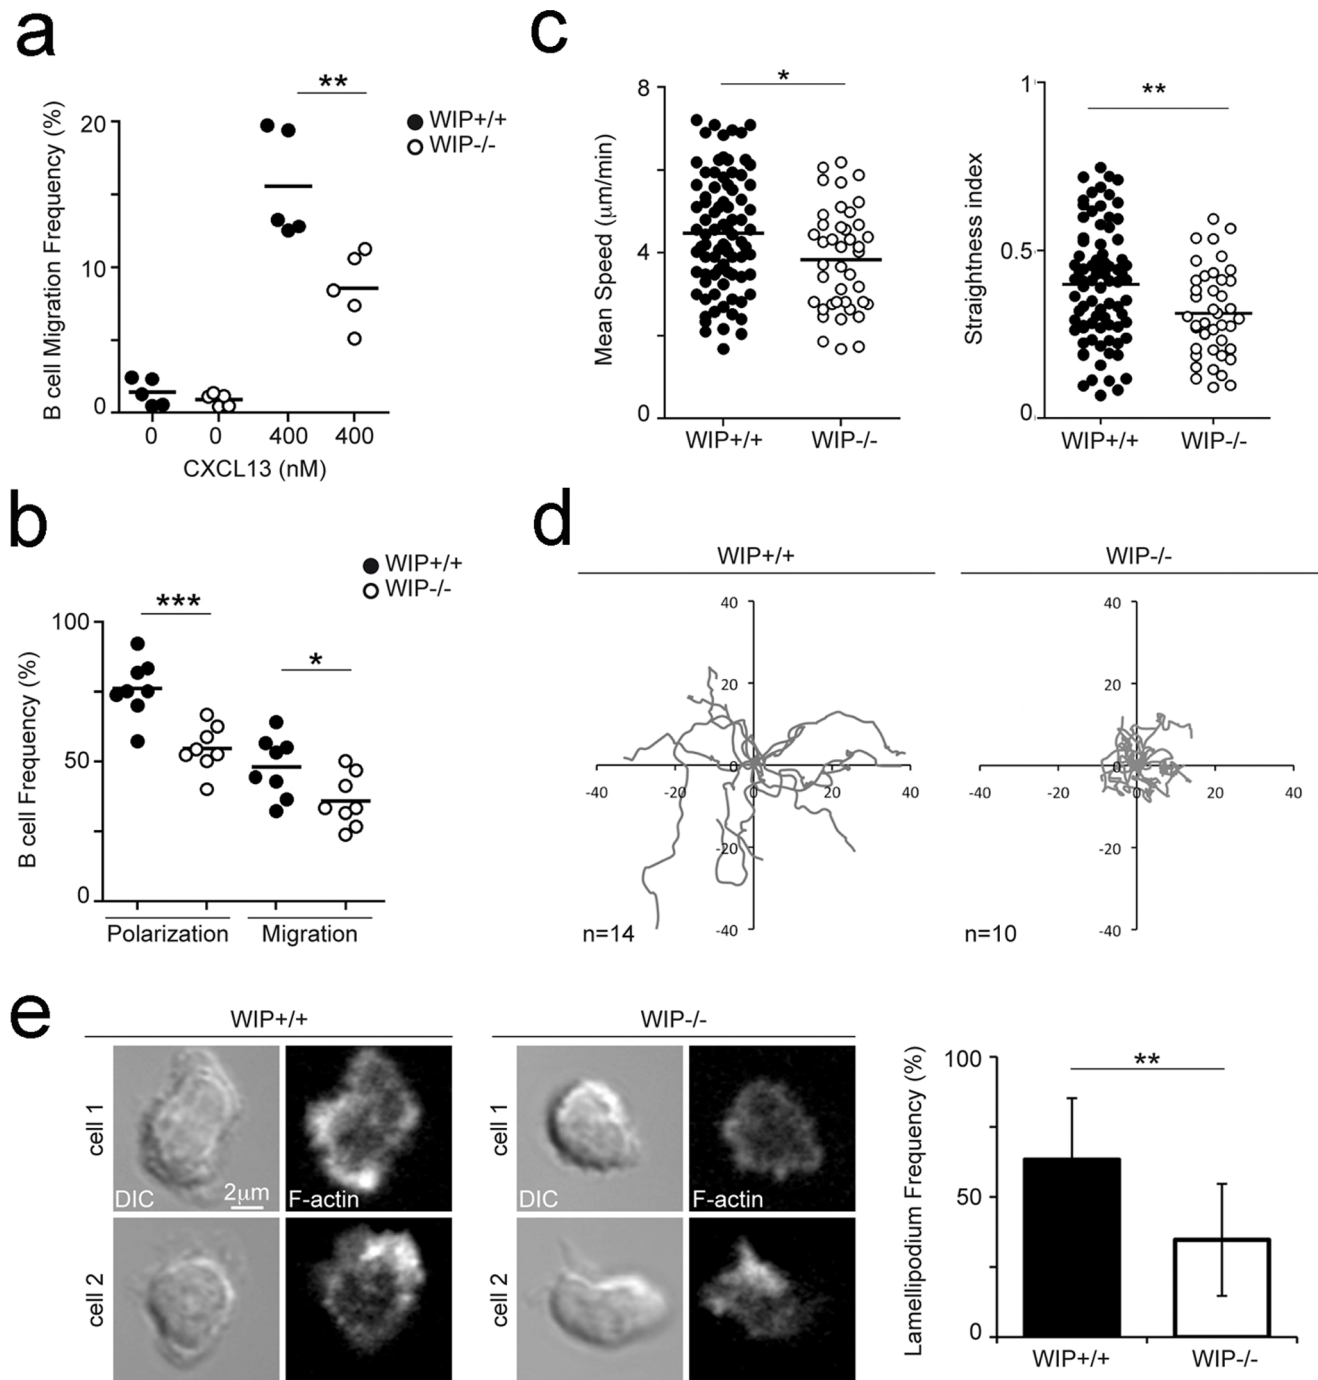 a
B cell Migration Frequency (%)
20
10
0
**
WIP+/+
WIP-/-
0 0 400 400
CXCL13 (nM)
b
B cell Frequency (%)
100
50
0
***
*
WIP+/+
WIP-/-
Polarization Migration
c
Mean Speed (μm/min)
8
4
0
*
WIP+/+ WIP-/-
Straightness index
1
0.5
0
**
WIP+/+ WIP-/-
d
WIP+/+
40
20
0
-20
-40
-40 -20 0 20 40
n=14
WIP-/-
40
20
0
-20
-40
-40 -20 0 20 40
n=10
e
WIP+/+
cell 1
DIC
2μm
F-actin
cell 2
WIP-/-
cell 1
DIC
F-actin
cell 2
Lamellipodium Frequency (%)
100
50
0
**
WIP+/+ WIP-/-